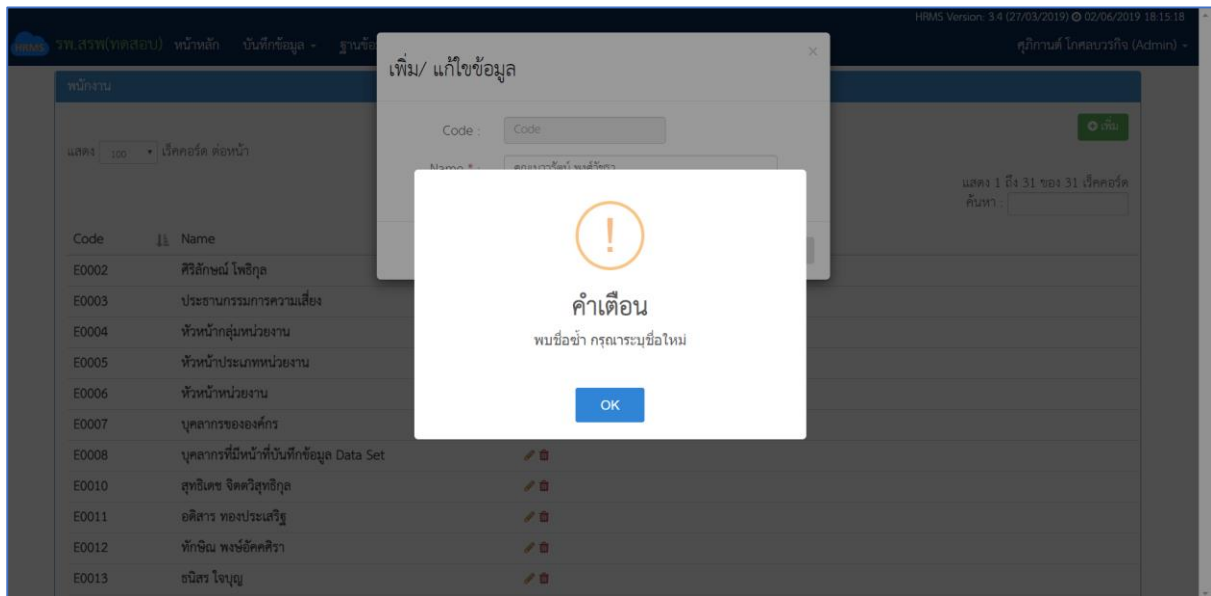 HRMS Version: 3.4 (27/03/2019) 02/06/2019 18:15:18
HRMS รพ.สรพ(ทดสอบ) หน้าหลัก บันทึกข้อมูล ศุภิกานต์ โกศลบวรกิจ (Admin)
เพิ่ม/ แก้ไขข้อมูล ×
พนักงาน
Code : Code
เพิ่ม
แสดง 100 เร็คคอร์ด ต่อหน้า
Name * :
แสดง 1 ถึง 31 ของ 31 เร็คคอร์ด
ค้นหา :
!
คำเตือน
พบชื่อซ้ำ กรุณาระบุชื่อใหม่
OK
Code Name
E0002 ศิริลักษณ์ โพธิกุล
E0003 ประธานกรรมการความเสี่ยง
E0004 หัวหน้ากลุ่มหน่วยงาน
E0005 หัวหน้าประเภทหน่วยงาน
E0006 หัวหน้าหน่วยงาน
E0007 บุคลากรขององค์กร
E0008 บุคลากรที่มีหน้าที่บันทึกข้อมูล Data Set
E0010 สุทธิเดช จิตตวิสุทธิกุล
E0011 อดิสาร ทองประเสริฐ
E0012 ทักษิณ พงษ์อัคคศิรา
E0013 ธนิสร ใจบุญ